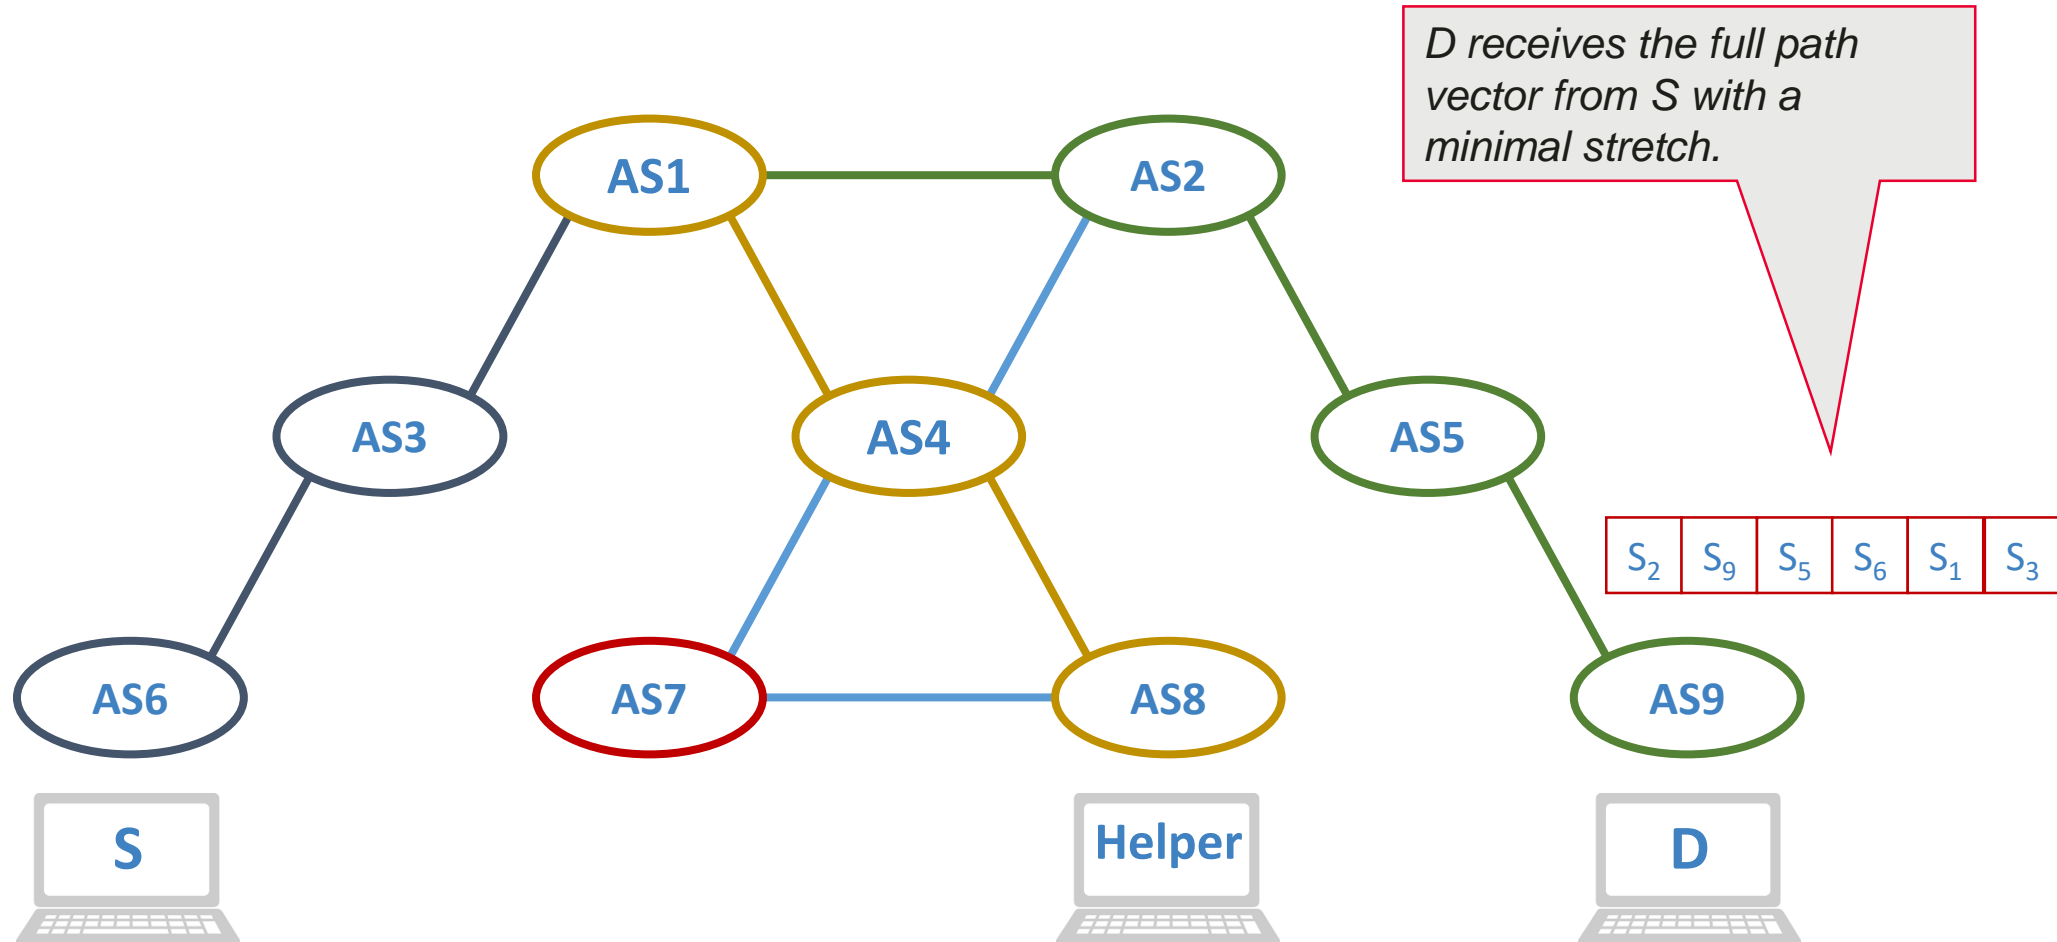 D receives the full path
vector from S with a
minimal stretch.
AS1
AS2
AS3
AS4
AS5
S₂ S₉ S₅ S₆ S₁ S₃
AS6
AS7
AS8
AS9
S
Helper
D